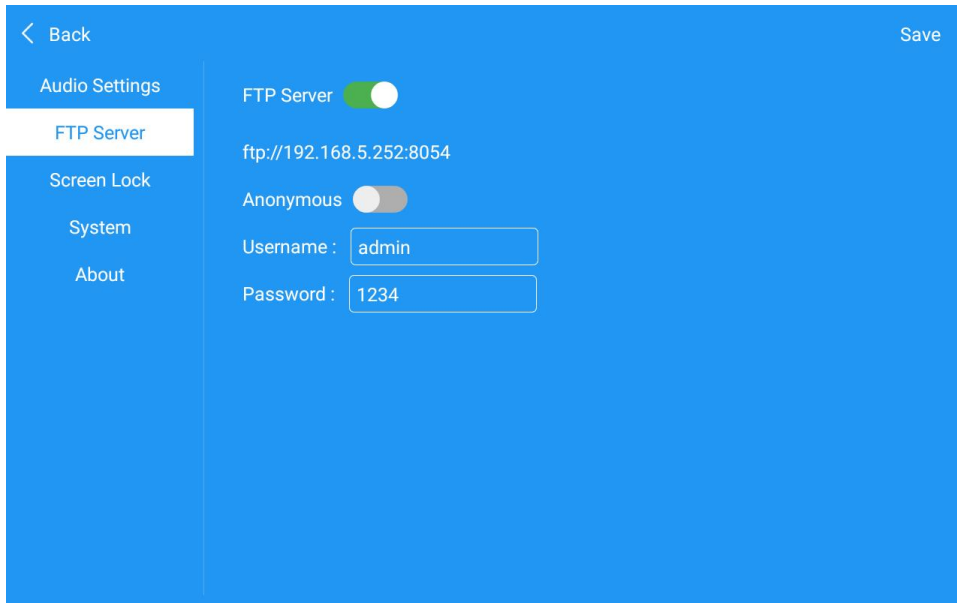 Back
Save
Audio Settings
FTP Server
Screen Lock
System
About
FTP Server
ftp://192.168.5.252:8054
Anonymous
Username : admin
Password : 1234